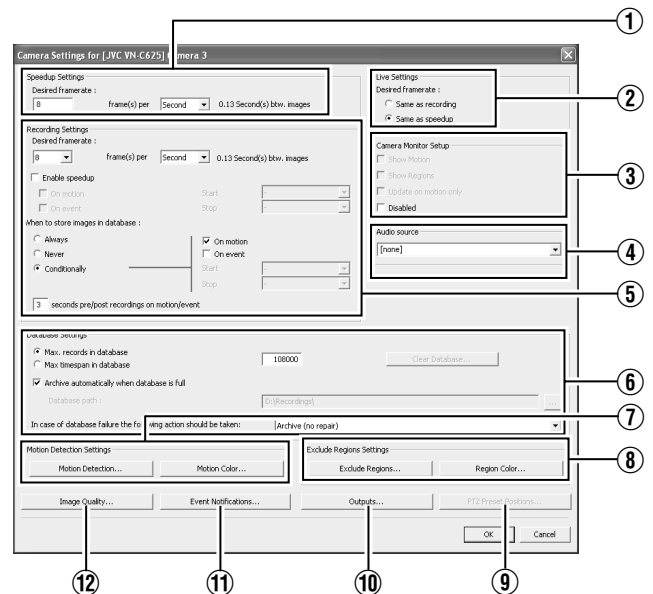 ①
Camera Settings for [JVC VN-C625] Camera 3
Speedup Settings
Desired framerate :
8 frame(s) per Second 0.13 Second(s) btw. images
Live Settings
Desired framerate :
Same as recording
Same as speedup
②
Recording Settings
Desired framerate :
8 frame(s) per Second 0.13 Second(s) btw. images
Enable speedup
On motion Start -
On event Stop -
When to store images in database :
Always
Never
Conditionally
On motion
On event
Start -
Stop -
3 seconds pre/post recordings on motion/event
Camera Monitor Setup
Show Motion
Show Regions
Update on motion only
Disabled
③
Audio source
[none]
④
⑤
Database Settings
Max. records in database 108000 Clear Database...
Max timespan in database
Archive automatically when database is full
Database path : D:\Recordings\ ...
In case of database failure the following action should be taken: Archive (no repair)
⑥
⑦
Motion Detection Settings
Motion Detection... Motion Color...
Exclude Regions Settings
Exclude Regions... Region Color...
⑧
Image Quality... Event Notifications... Outputs... PTZ Preset Positions...
OK Cancel
⑫ ⑪ ⑩ ⑨